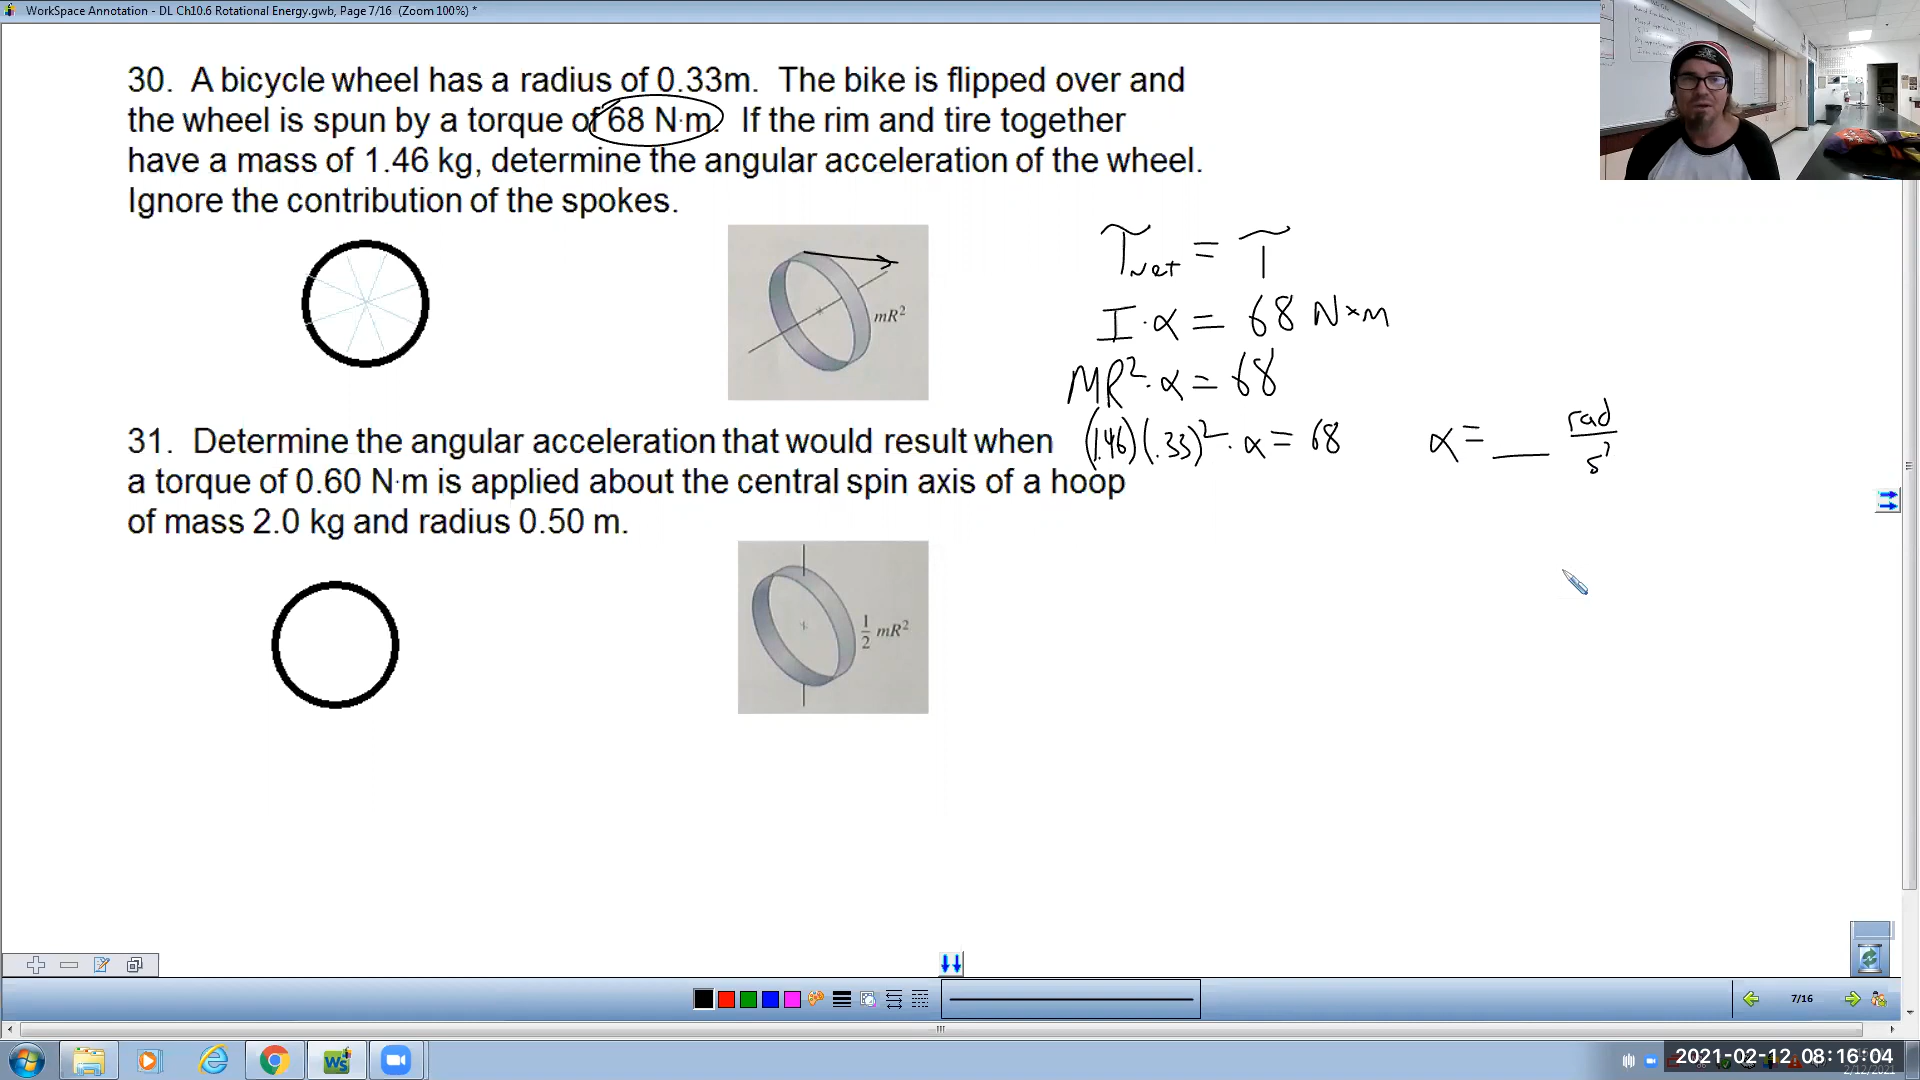 WorkSpace Annotation - DL Ch10.6 Rotational Energy.gwb, Page 7/16 (Zoom 100%) *
30. A bicycle wheel has a radius of 0.33m. The bike is flipped over and
the wheel is spun by a torque of 68 N·m. If the rim and tire together
have a mass of 1.46 kg, determine the angular acceleration of the wheel.
Ignore the contribution of the spokes.
mR²
τNet = τ
I·α = 68 N×m
MR²·α = 68
(1.46)(.33)²·α = 68 α = ___ rad/s²
31. Determine the angular acceleration that would result when
a torque of 0.60 N·m is applied about the central spin axis of a hoop
of mass 2.0 kg and radius 0.50 m.
1/2 mR²
7/16
Ws
2021-02-12 08:16:04
2/12/2021